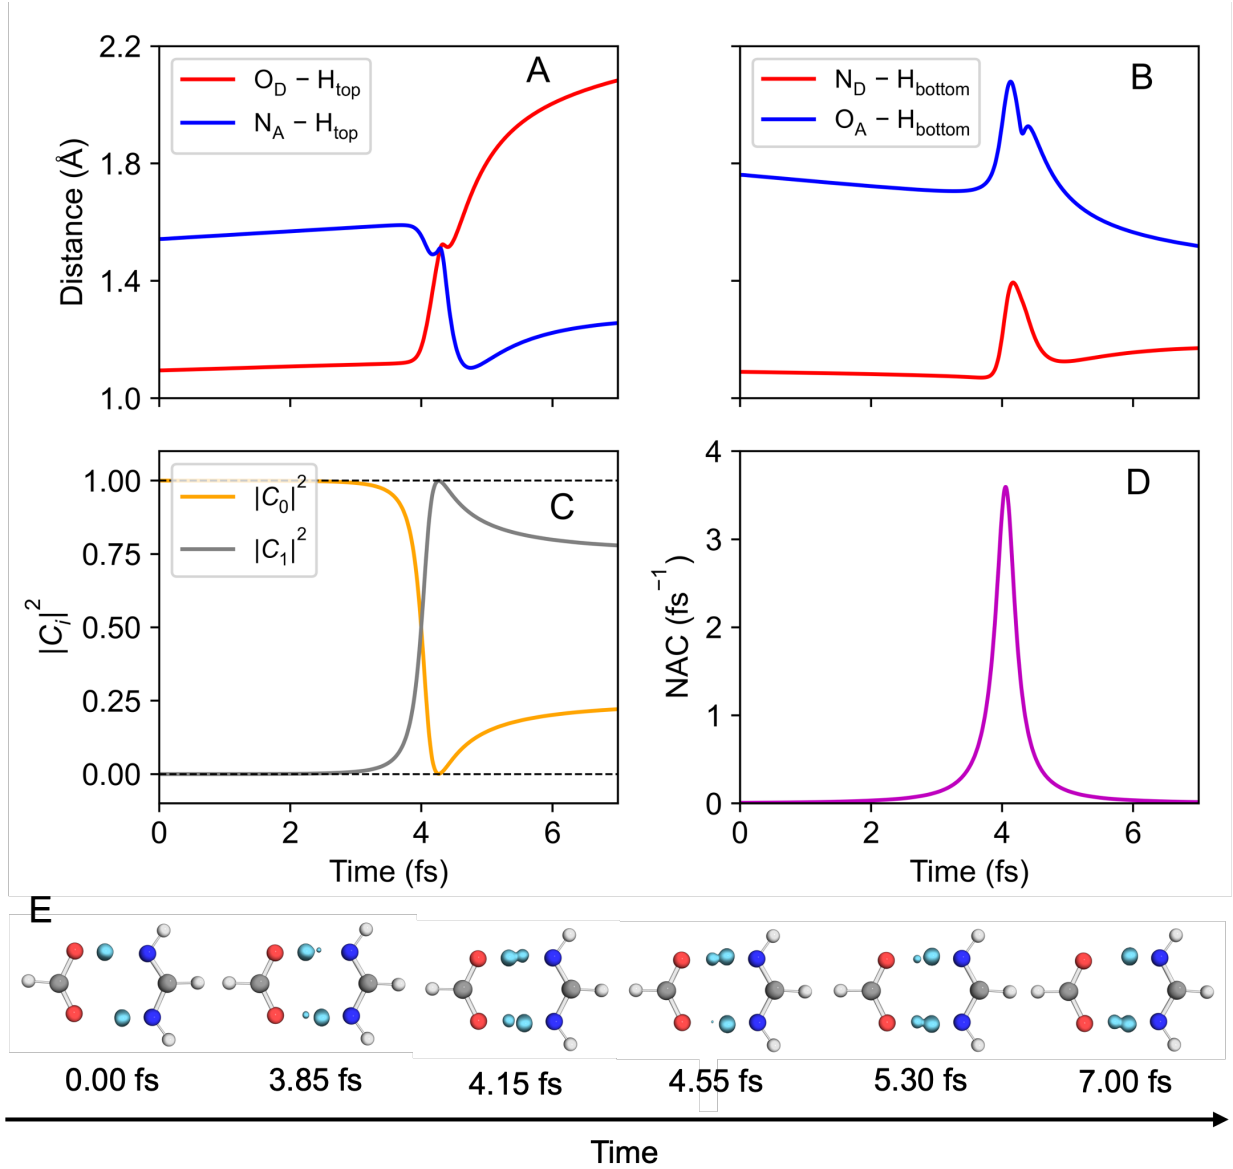 2.2
1.8
1.4
1.0
Distance (Å)
O_D − H_top
N_A − H_top
A
N_D − H_bottom
O_A − H_bottom
B
1.00
0.75
0.50
0.25
0.00
|C_i|^2
|C_0|^2
|C_1|^2
C
0 2 4 6
Time (fs)
4
3
2
1
0
NAC (fs^−1)
D
0 2 4 6
Time (fs)
E
0.00 fs 3.85 fs 4.15 fs 4.55 fs 5.30 fs 7.00 fs
Time